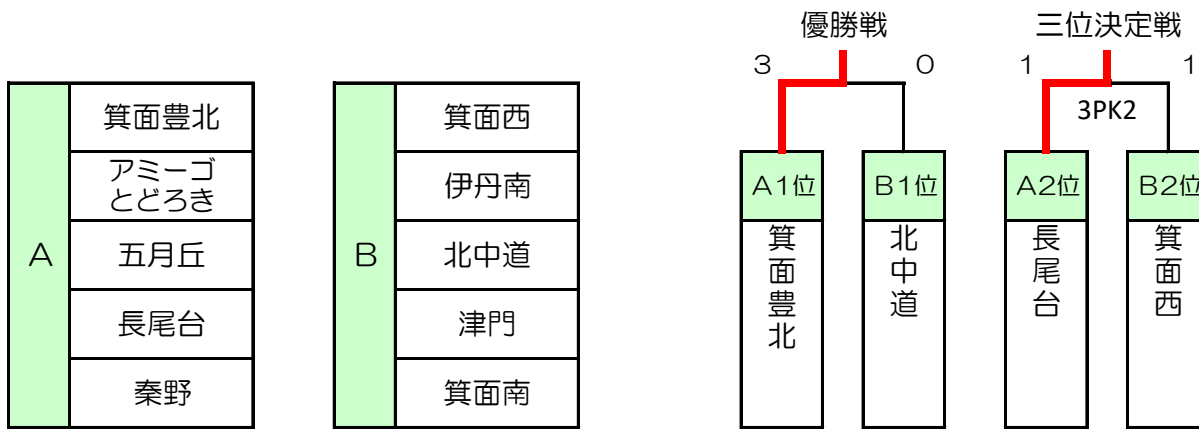 A
箕面豊北
アミーゴ
とどろき
五月丘
長尾台
秦野
B
箕面西
伊丹南
北中道
津門
箕面南
優勝戦
3
0
A1位
B1位
箕面豊北
北中道
三位決定戦
1
1
3PK2
A2位
B2位
長尾台
箕面西